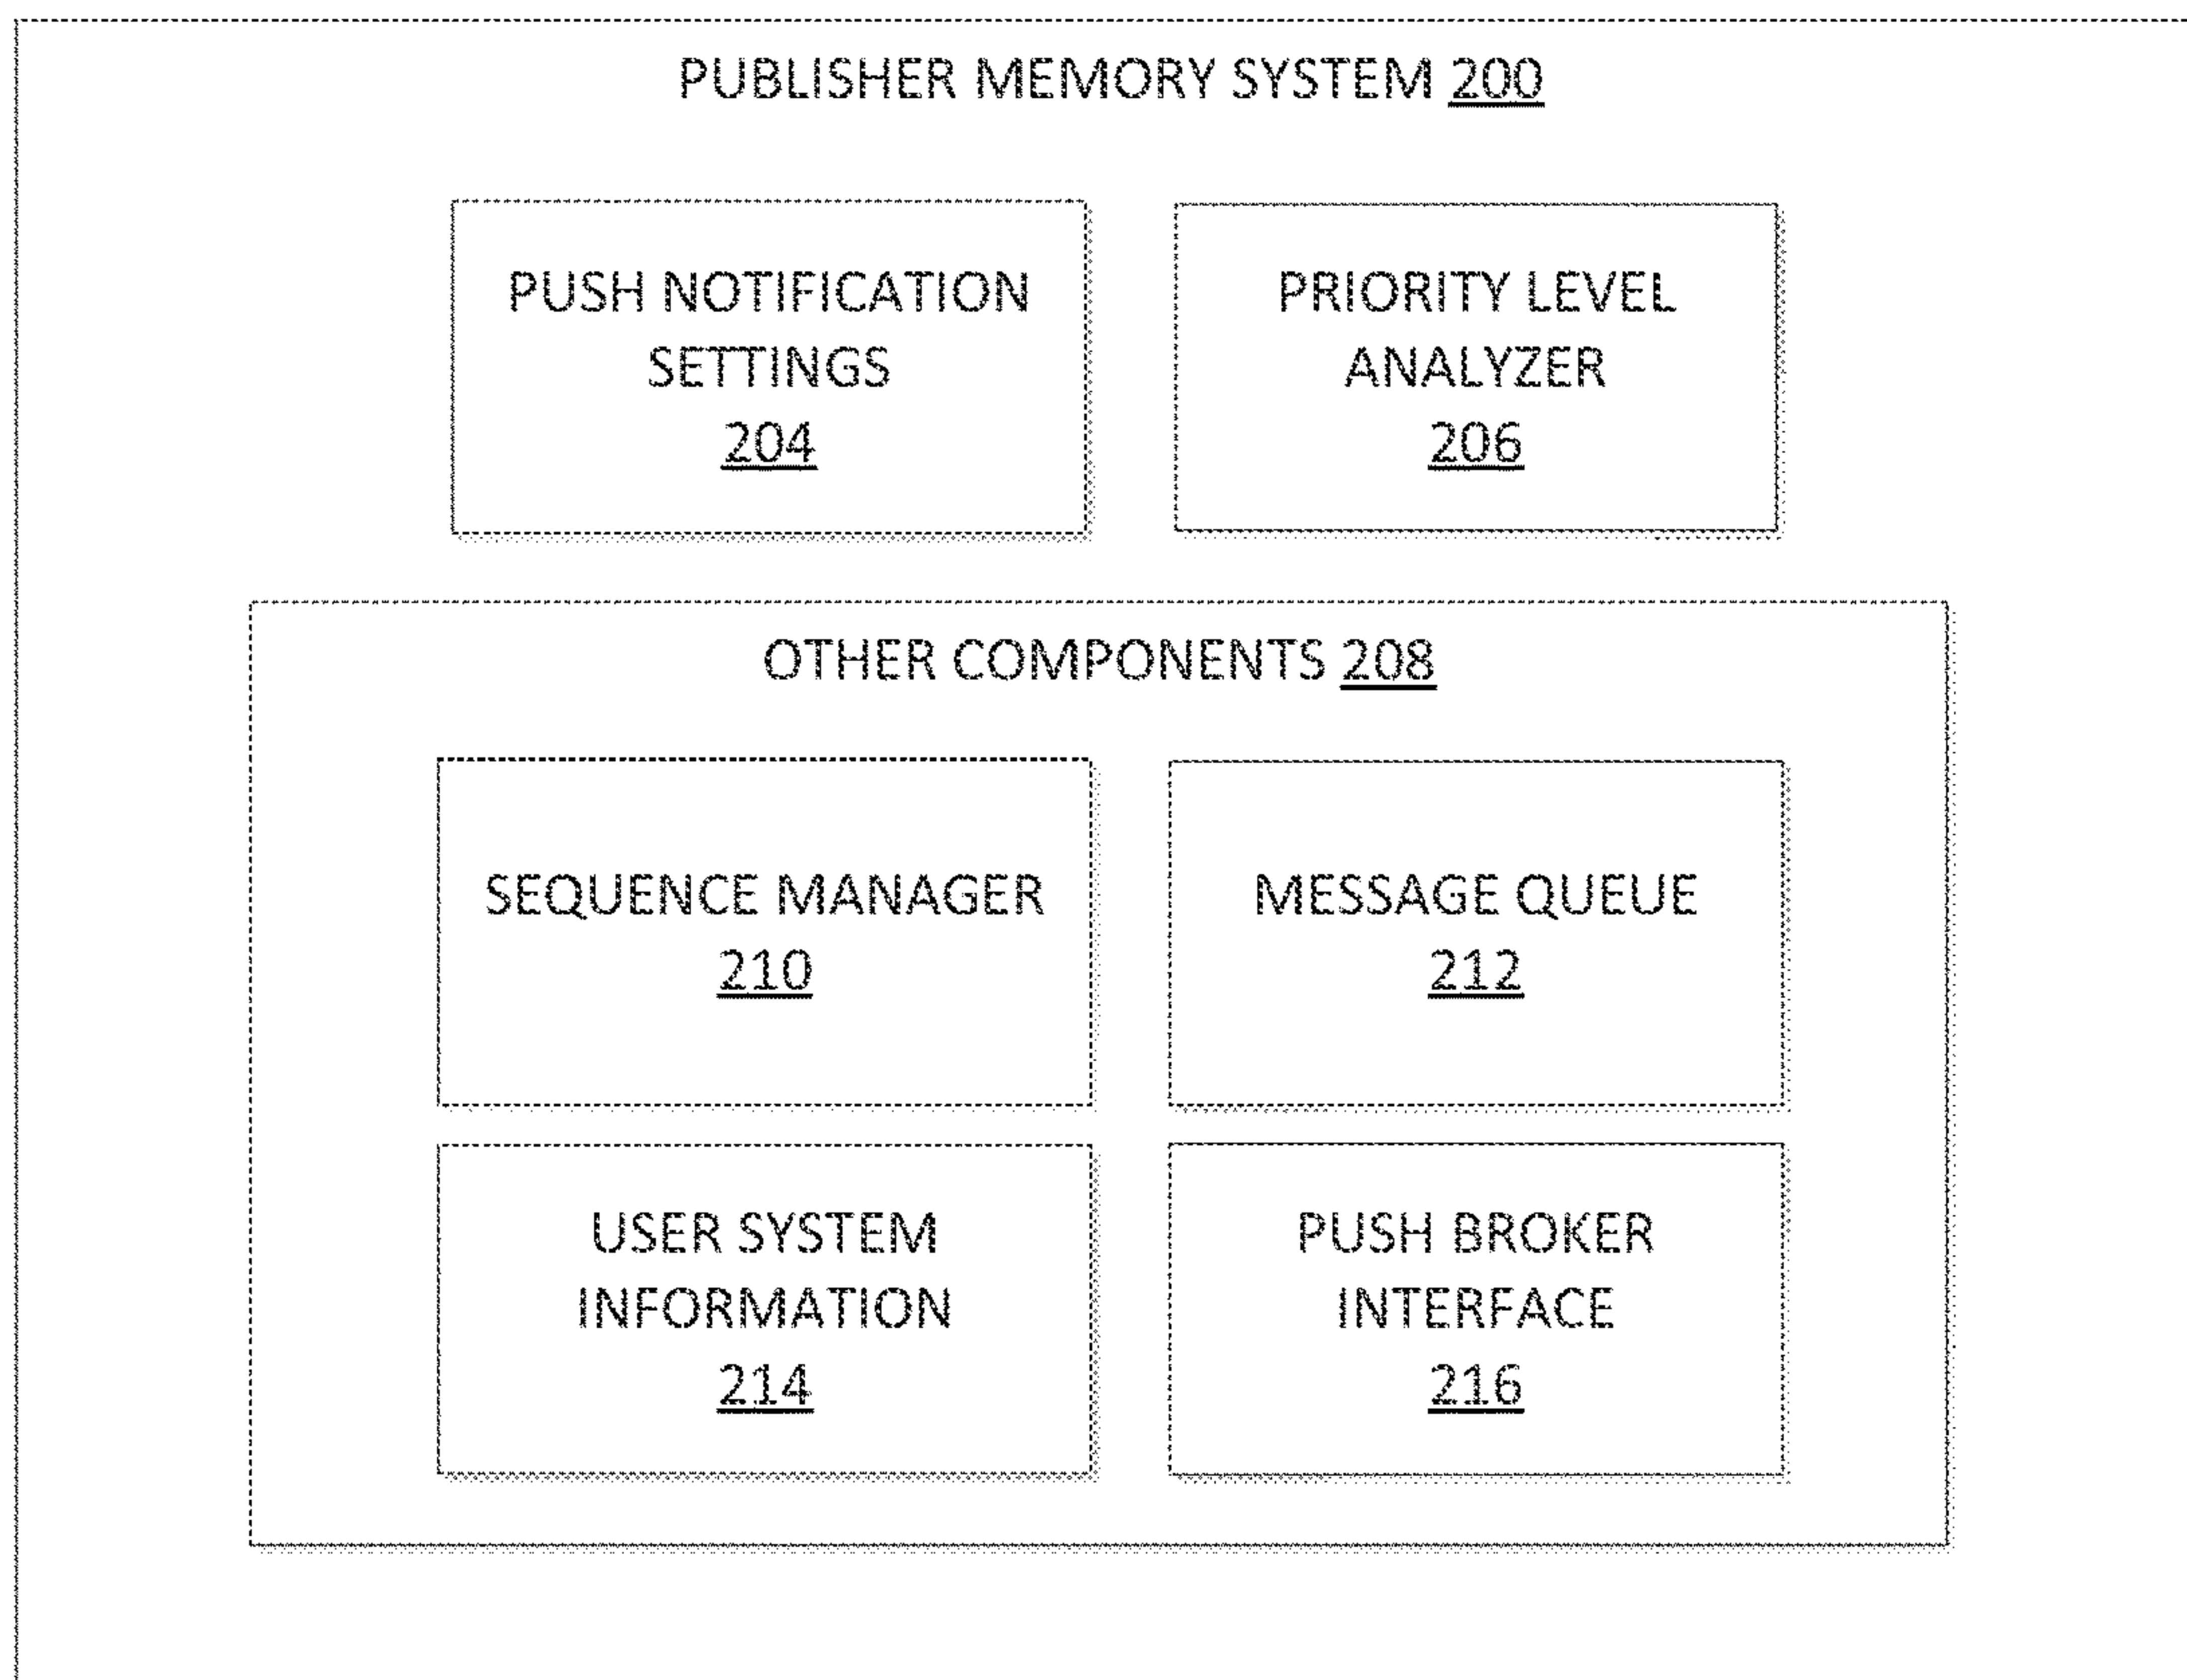 PUBLISHER MEMORY SYSTEM 200
PUSH NOTIFICATION
SETTINGS
204
PRIORITY LEVEL
ANALYZER
206
OTHER COMPONENTS 208
SEQUENCE MANAGER
210
MESSAGE QUEUE
212
USER SYSTEM
INFORMATION
214
PUSH BROKER
INTERFACE
216